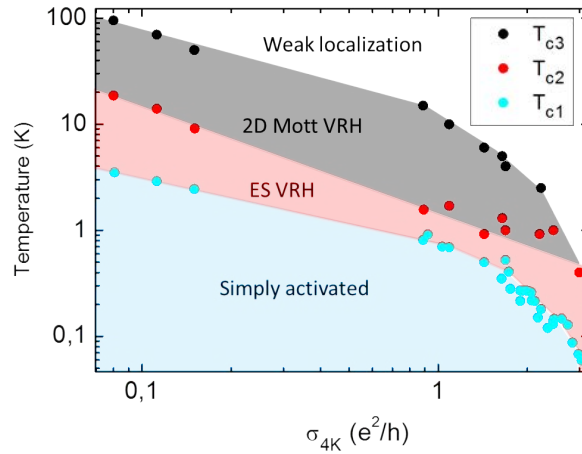 100
10
1
0,1
Temperature (K)
Weak localization
2D Mott VRH
ES VRH
Simply activated
T_c3
T_c2
T_c1
0,1
1
σ_4K (e^2/h)